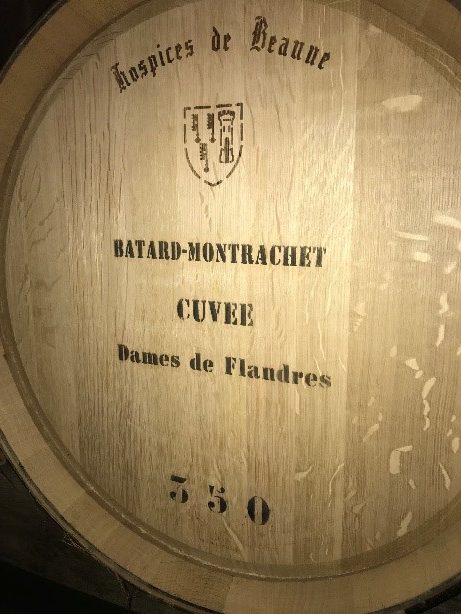 Hospices de Beaune
BATARD-MONTRACHET
CUVEE
Dames de Flandres
350